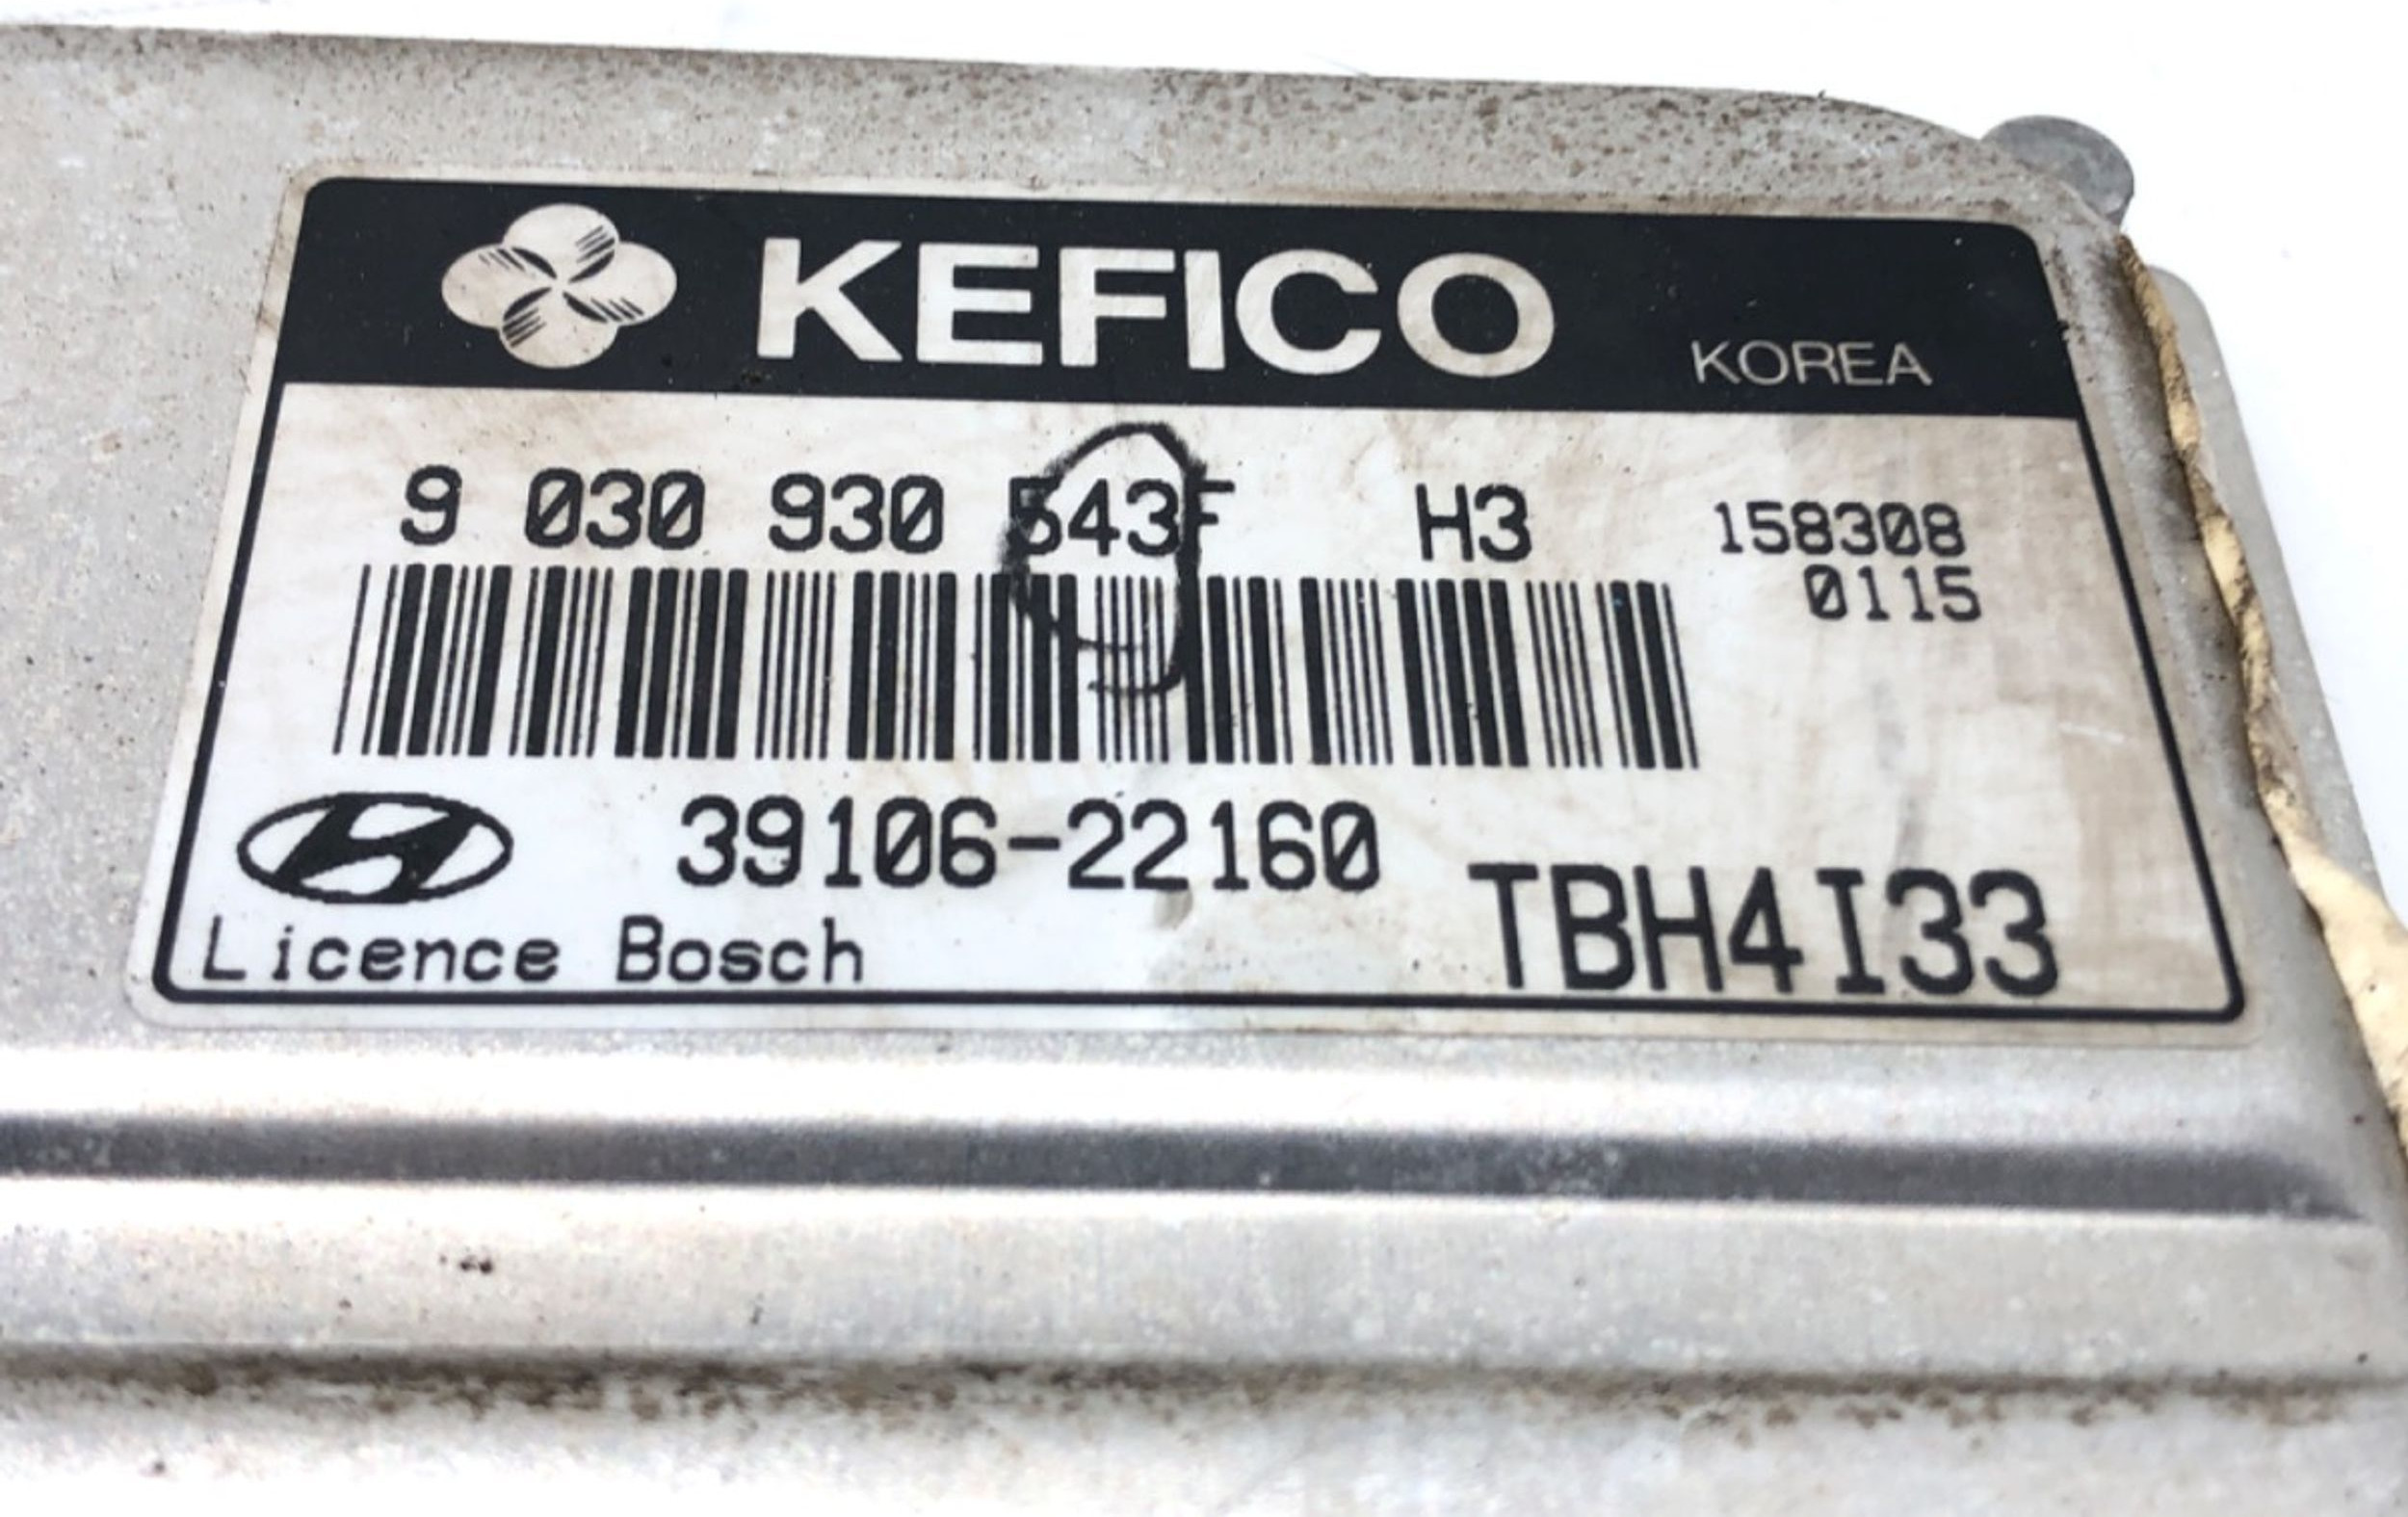 KEFICO KOREA
9 030 930 543F H3 158308
0115
39106-22160
TBH4I33
Licence Bosch